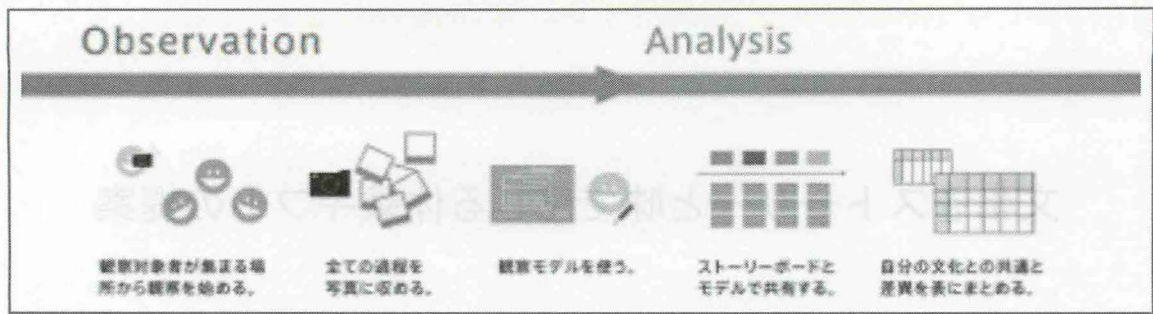 Observation
Analysis
観察対象者が集まる場
所から観察を始める。
全ての過程を
写真に収める。
観察モデルを使う。
ストーリーボードと
モデルで共有する。
自分の文化との共通と
差異を表にまとめる。